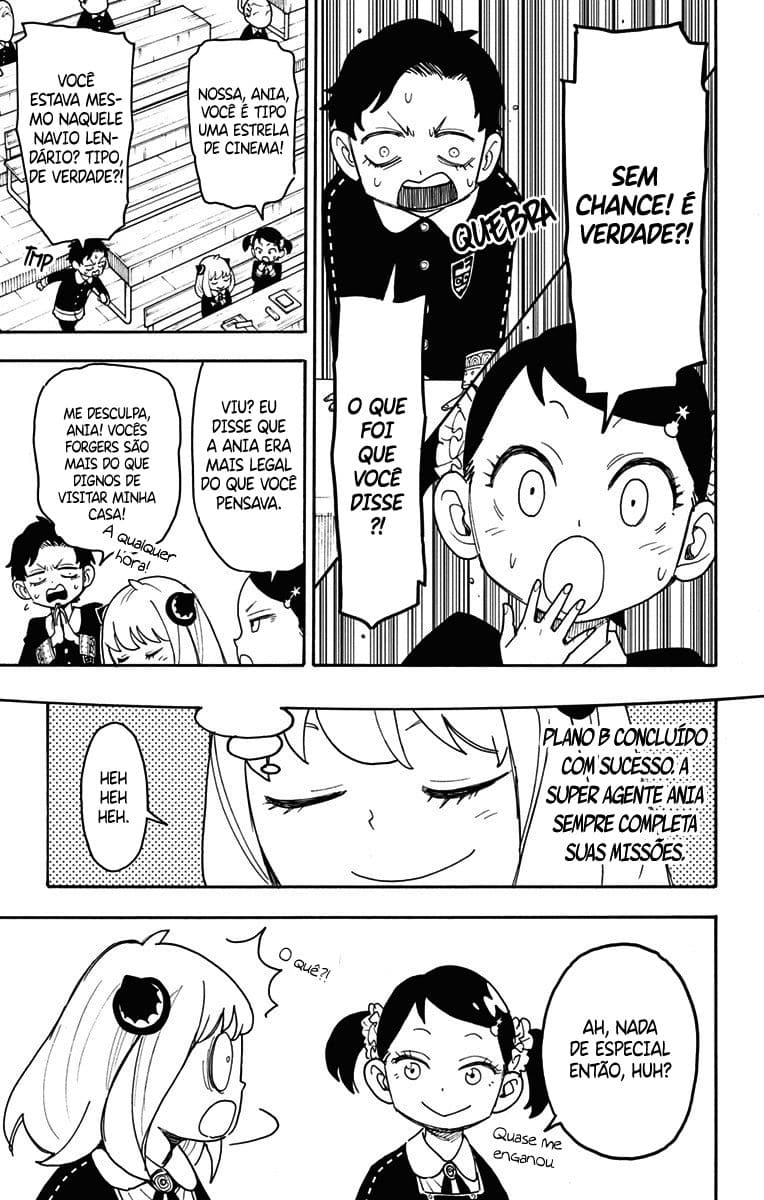 SEM
CHANCE! É
VERDADE?!
QUEBRA
O QUE
FOI
QUE
VOCÊ
DISSE
?!
NOSSA, ANIA,
VOCÊ É TIPO
UMA ESTRELA
DE CINEMA!
VOCÊ
ESTAVA MES-
MO NAQUELE
NAVIO LEN-
DÁRIO? TIPO,
DE VERDADE?!
TMP
VIU? EU
DISSE QUE
A ANIA ERA
MAIS LEGAL
DO QUE VOCÊ
PENSAVA.
ME DESCULPA,
ANIA! VOCÊS
FORGERS SÃO
MAIS DO QUE
DIGNOS DE
VISITAR MINHA
CASA!
A qualquer
hora!
PLANO B CONCLUÍDO
COM SUCESSO. A
SUPER AGENTE ANIA
SEMPRE COMPLETA
SUAS MISSÕES.
HEH
HEH
HEH.
AH, NADA
DE ESPECIAL
ENTÃO, HUH?
Quase me
enganou
O quê?!